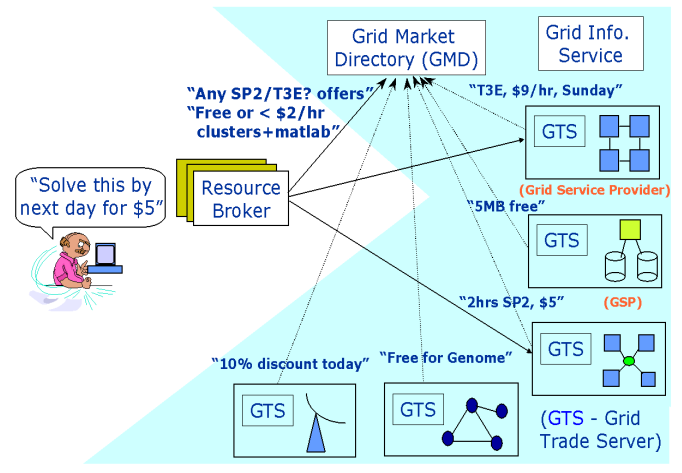 Grid Market
Directory (GMD)
Grid Info.
Service
“Any SP2/T3E? offers”
“Free or < $2/hr
clusters+matlab”
“T3E, $9/hr, Sunday”
GTS
(Grid Service Provider)
“Solve this by
next day for $5”
Resource
Broker
“5MB free”
GTS
(GSP)
“2hrs SP2, $5”
GTS
“10% discount today”
“Free for Genome”
GTS
GTS
(GTS - Grid
Trade Server)